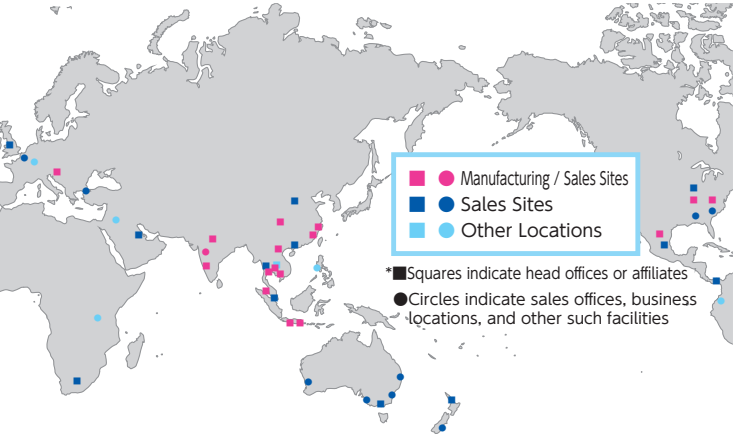 Manufacturing / Sales Sites
Sales Sites
Other Locations
*■Squares indicate head offices or affiliates
●Circles indicate sales offices, business
locations, and other such facilities